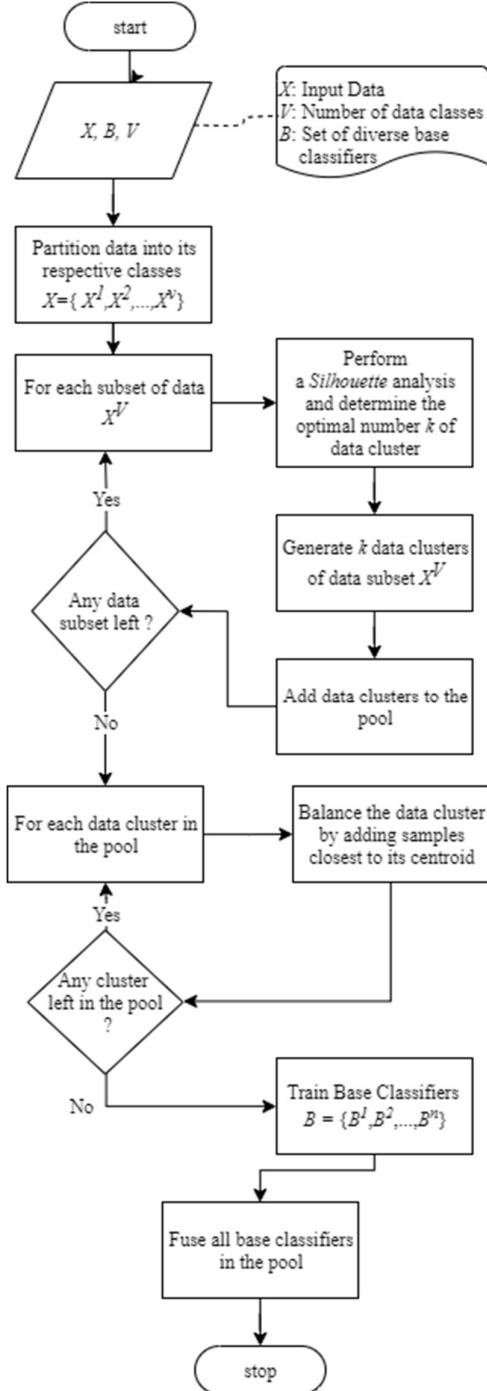 start
X, B, V
X: Input Data
V: Number of data classes
B: Set of diverse base
classifiers
Partition data into its
respective classes
X={ X¹,X²,...,Xᵛ}
For each subset of data
Xⱽ
Perform
a Silhouette analysis
and determine the
optimal number k of
data cluster
Yes
Generate k data clusters
of data subset Xⱽ
Any data
subset left ?
Add data clusters to the
pool
No
For each data cluster in
the pool
Balance the data cluster
by adding samples
closest to its centroid
Yes
Any cluster
left in the pool
?
No
Train Base Classifiers
B = {B¹,B²,...,Bⁿ}
Fuse all base classifiers
in the pool
stop